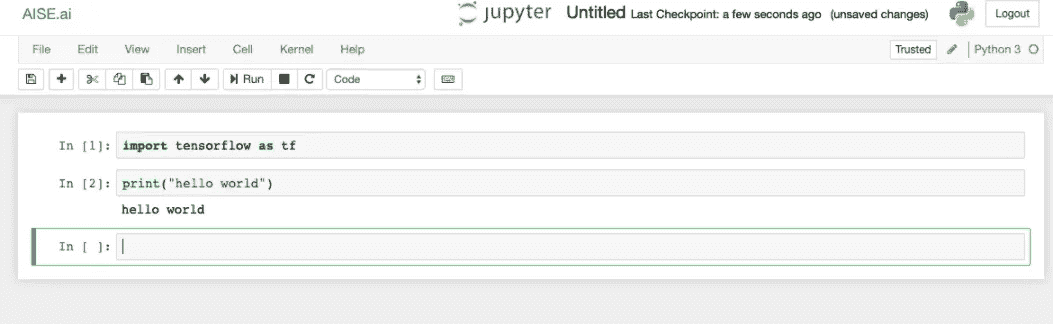 AISE.ai
jupyter Untitled Last Checkpoint: a few seconds ago (unsaved changes) Logout
File Edit View Insert Cell Kernel Help Trusted Python 3
Run Code
In [1]: import tensorflow as tf
In [2]: print("hello world")
hello world
In [ ]: